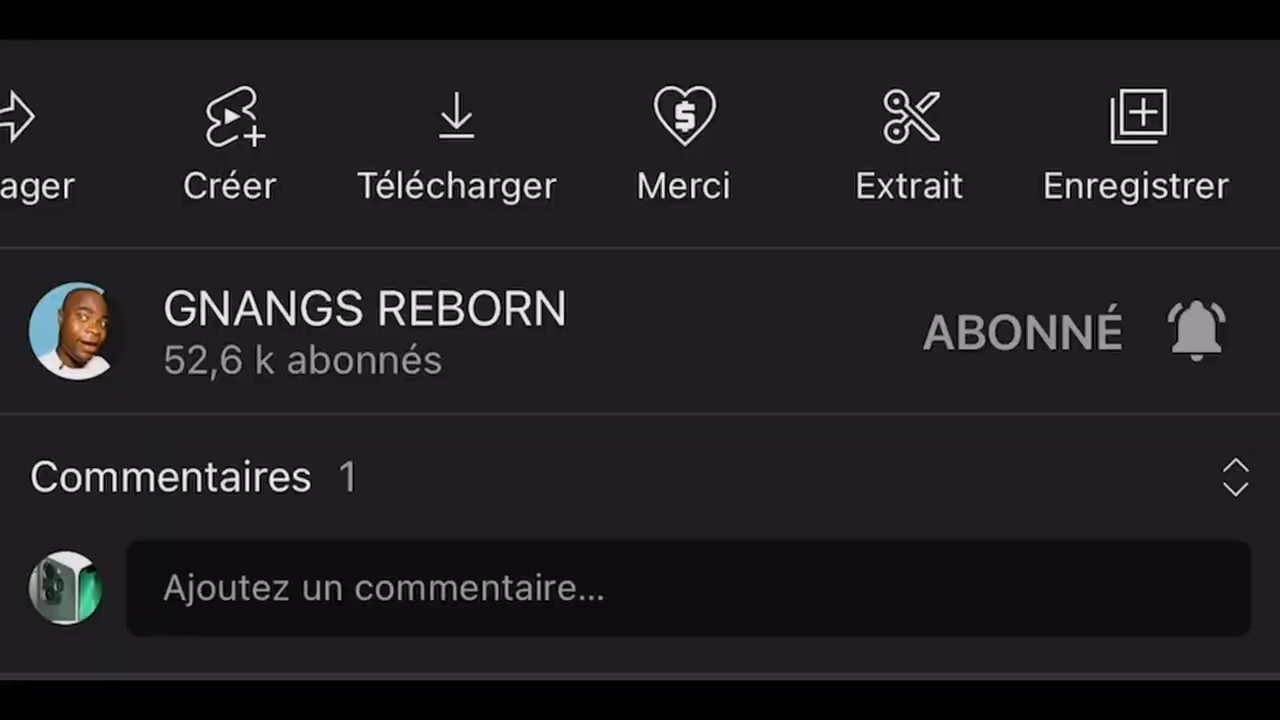 ager Créer Télécharger Merci Extrait Enregistrer
GNANGS REBORN
52,6 k abonnés
ABONNÉ
Commentaires 1
Ajoutez un commentaire...